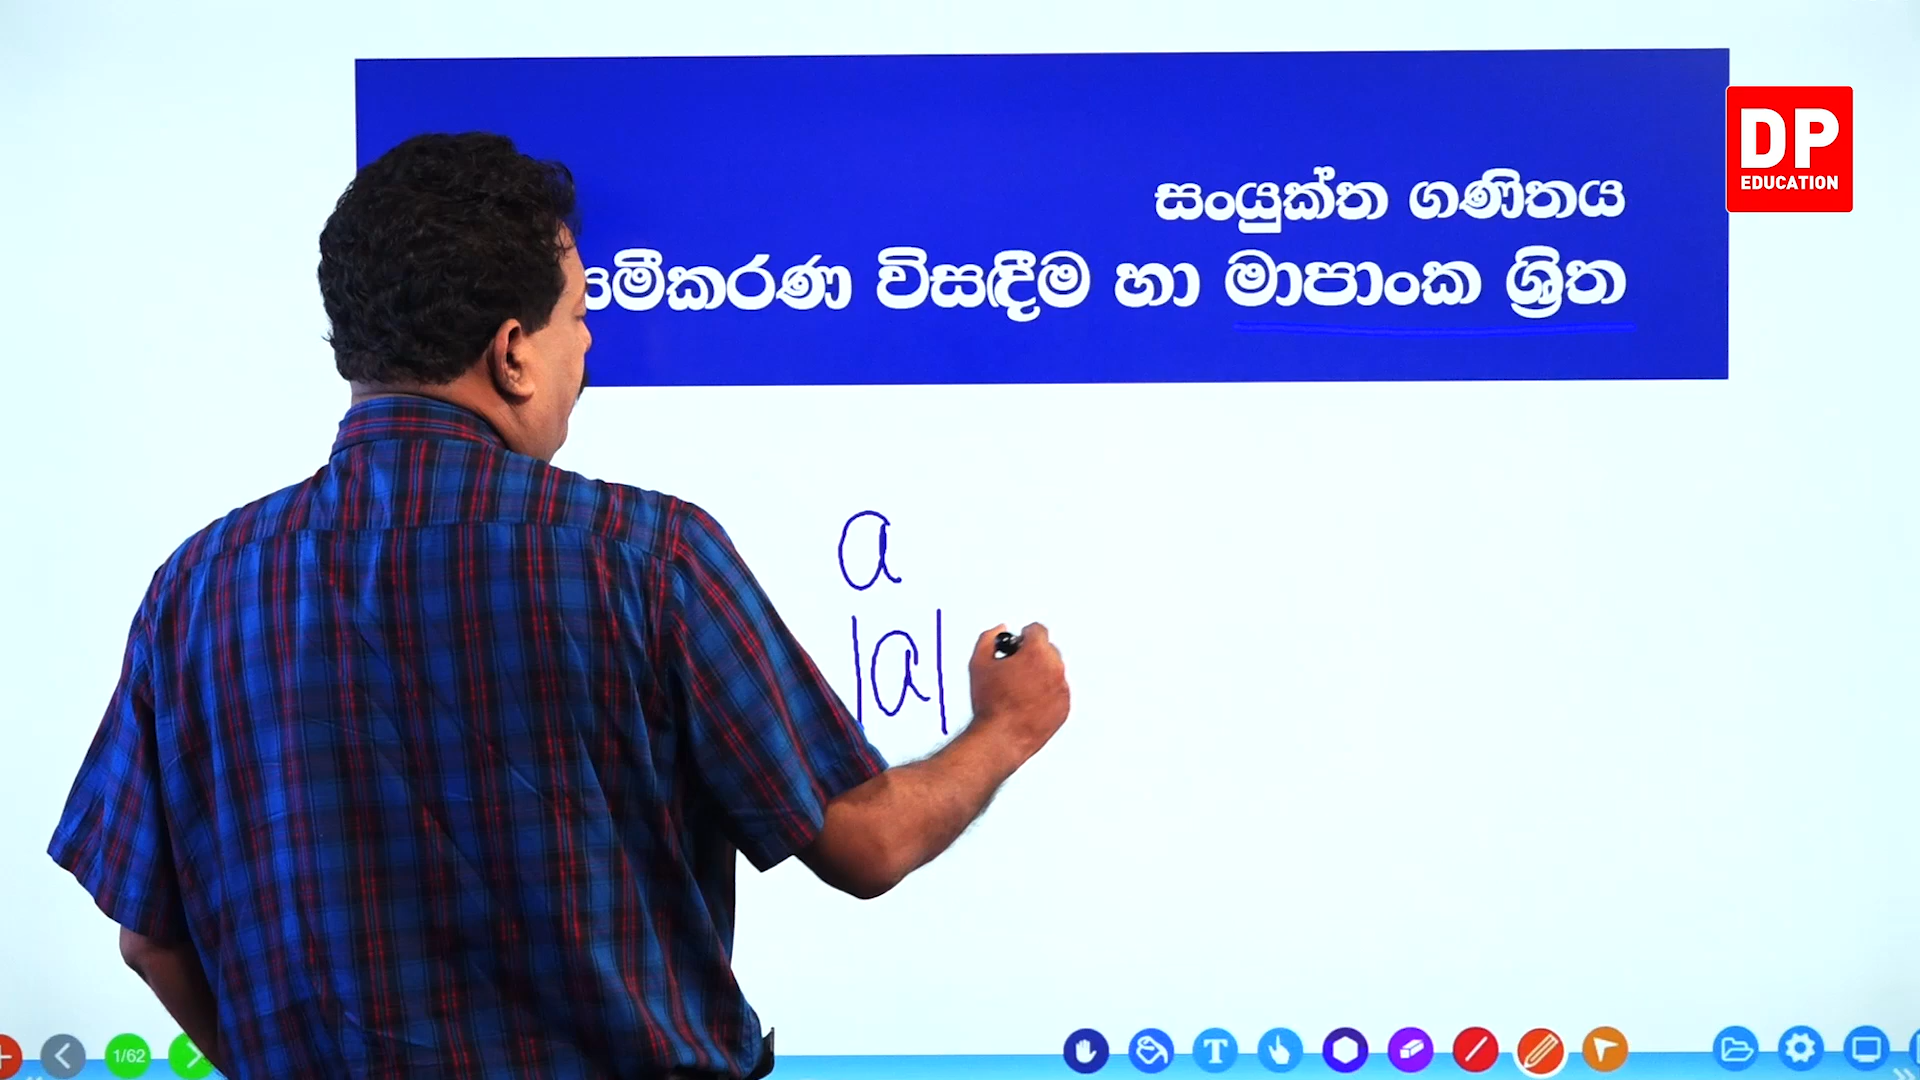 DP
EDUCATION
සංයුක්ත ගණිතය
සමීකරණ විසඳීම හා මාපාංක ශ්‍රිත
a
|a|
1/62
T